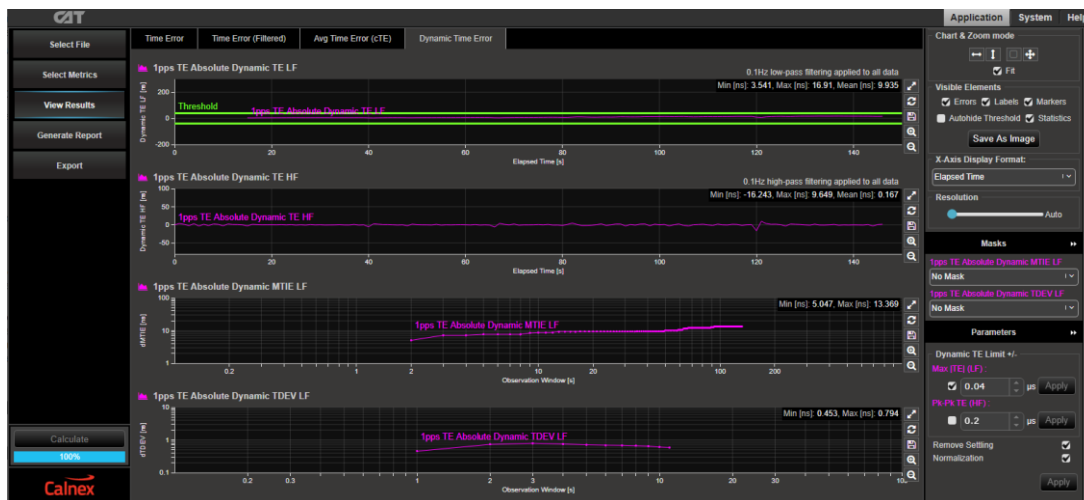 CAT
Application System Help
Select File
Select Metrics
View Results
Generate Report
Export
Calculate
100%
Calnex
Time Error Time Error (Filtered) Avg Time Error (cTE) Dynamic Time Error
1pps TE Absolute Dynamic TE LF
0.1Hz low-pass filtering applied to all data
Min [ns]: 3.541, Max [ns]: 16.91, Mean [ns]: 9.935
Dynamic TE LF [ns]
200
0
-200
Threshold
1pps TE Absolute Dynamic TE LF
0 20 40 60 80 100 120 140
Elapsed Time [s]
1pps TE Absolute Dynamic TE HF
0.1Hz high-pass filtering applied to all data
Min [ns]: -16.243, Max [ns]: 9.649, Mean [ns]: 0.167
Dynamic TE HF [ns]
100
50
0
-50
1pps TE Absolute Dynamic TE HF
0 20 40 60 80 100 120 140
Elapsed Time [s]
1pps TE Absolute Dynamic MTIE LF
Min [ns]: 5.047, Max [ns]: 13.369
dMTIE [ns]
100
10
1
1pps TE Absolute Dynamic MTIE LF
0.2 1 2 10 20 100 200
Observation Window [s]
1pps TE Absolute Dynamic TDEV LF
Min [ns]: 0.453, Max [ns]: 0.794
dTDEV [ns]
10
1
0.1
1pps TE Absolute Dynamic TDEV LF
0.2 0.3 1 2 3 10 20 30
Observation Window [s]
Chart & Zoom mode
Fit
Visible Elements
Errors Labels Markers
Autohide Threshold Statistics
Save As Image
X-Axis Display Format:
Elapsed Time
Resolution
Auto
Masks
1pps TE Absolute Dynamic MTIE LF
No Mask
1pps TE Absolute Dynamic TDEV LF
No Mask
Parameters
Dynamic TE Limit +/-
Max |TE| (LF) :
0.04 µs Apply
Pk-Pk TE (HF) :
0.2 µs Apply
Remove Settling
Normalization
Apply